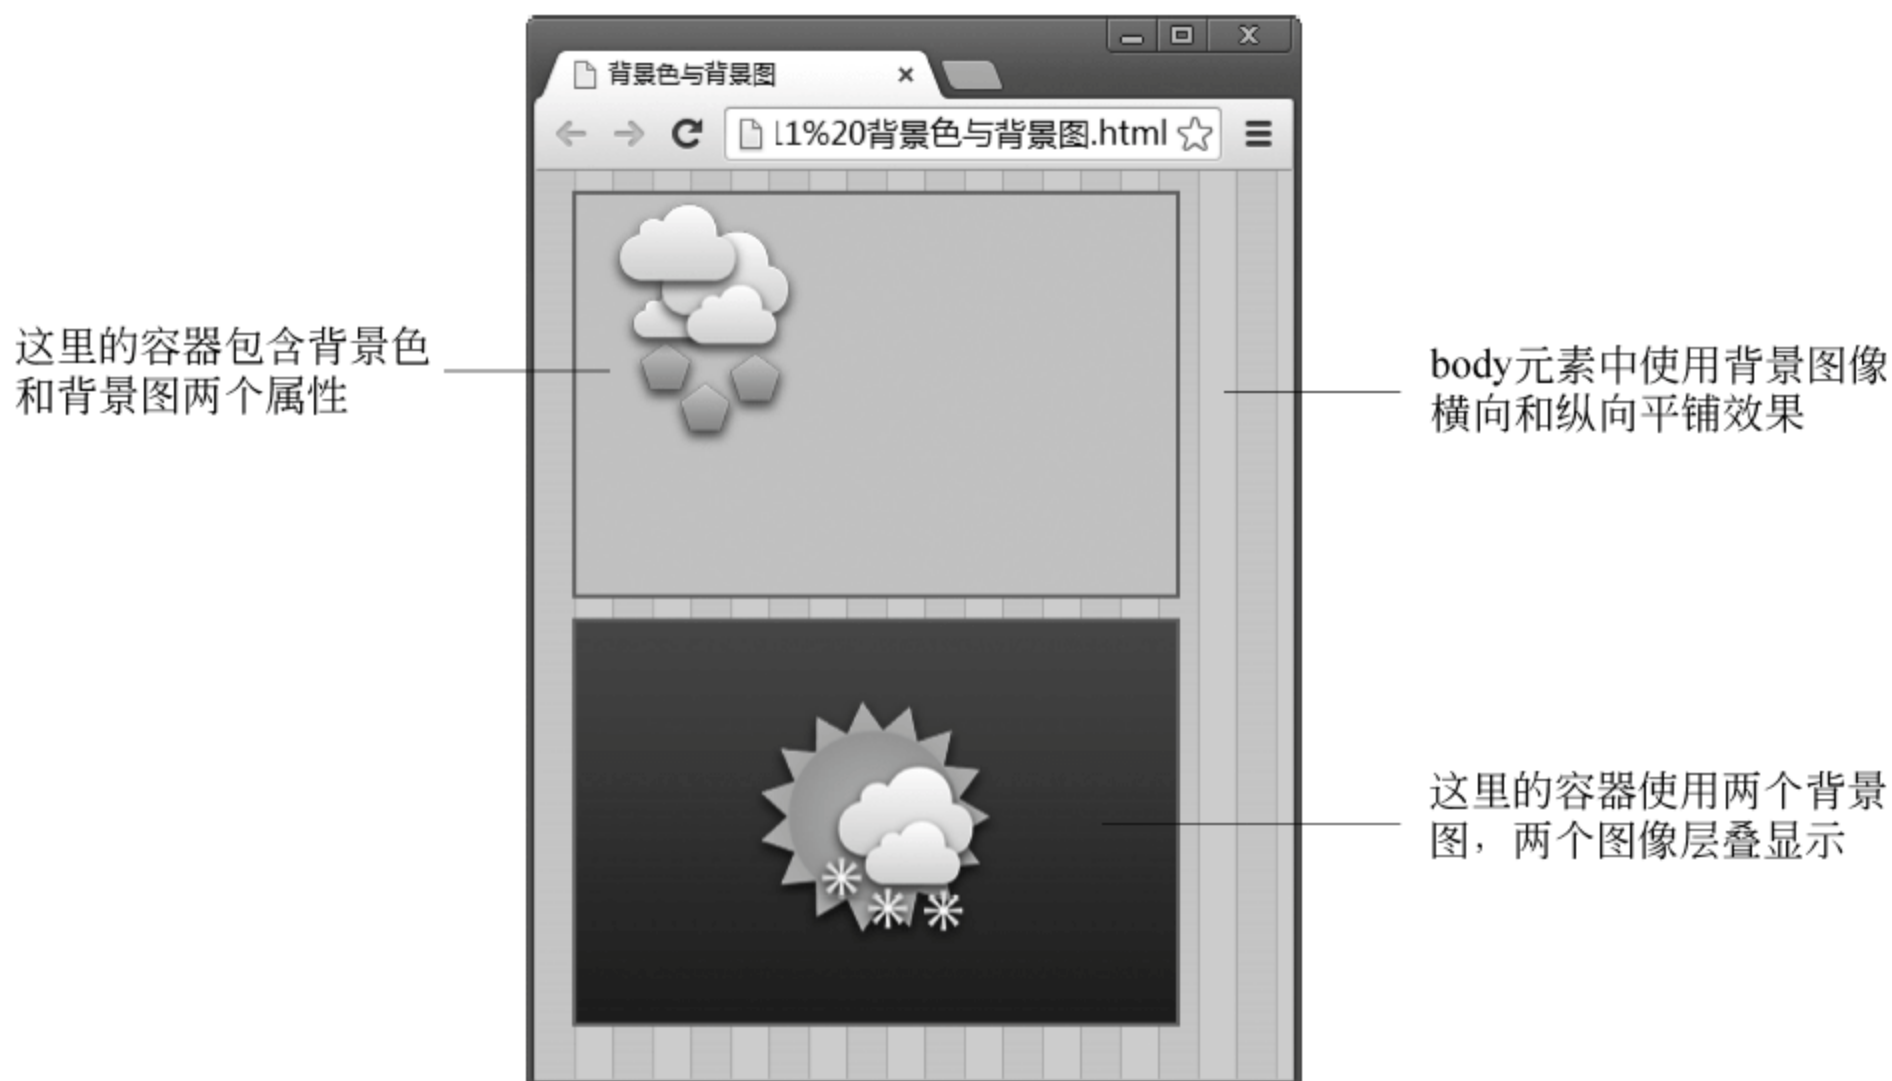 背景色与背景图
11%20背景色与背景图.html
这里的容器包含背景色
和背景图两个属性
body元素中使用背景图像
横向和纵向平铺效果
这里的容器使用两个背景
图，两个图像层叠显示